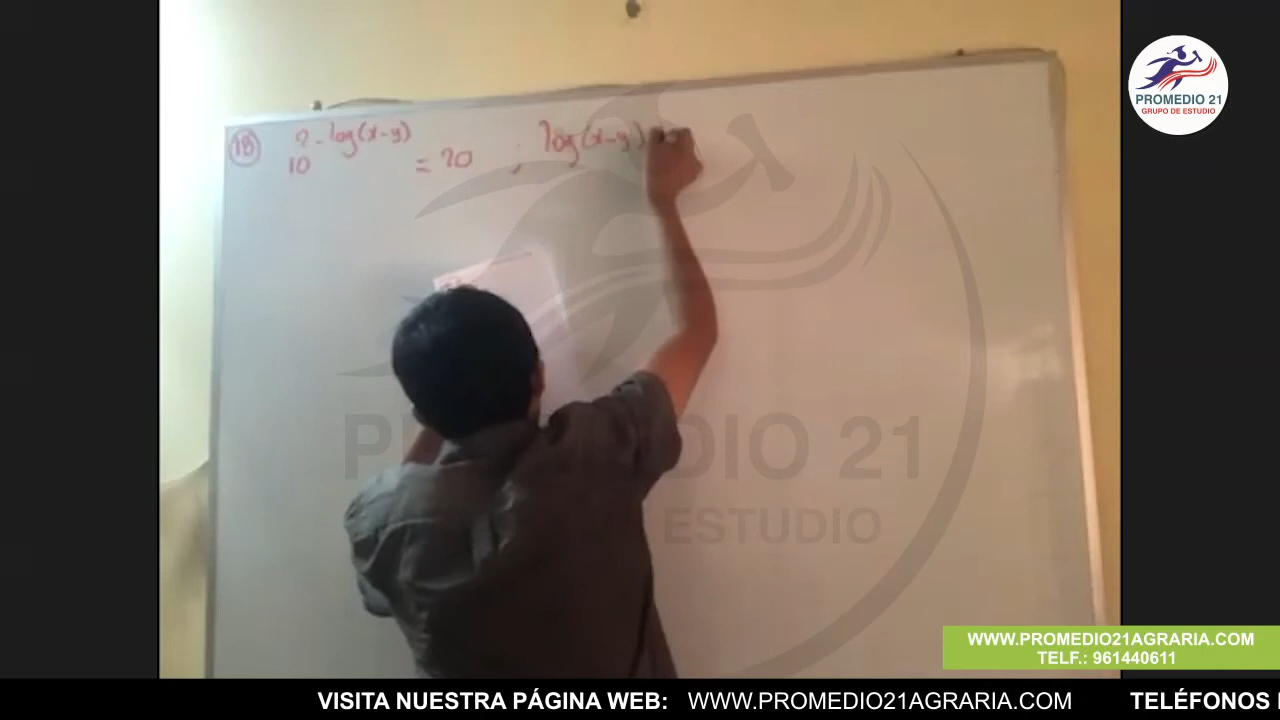 PROMEDIO 21
GRUPO DE ESTUDIO
18
10^{2-log(x-y)} = 20 ; log(x-y)
PROMEDIO 21
ESTUDIO
WWW.PROMEDIO21AGRARIA.COM
TELF.: 961440611
VISITA NUESTRA PÁGINA WEB: WWW.PROMEDIO21AGRARIA.COM TELÉFONOS